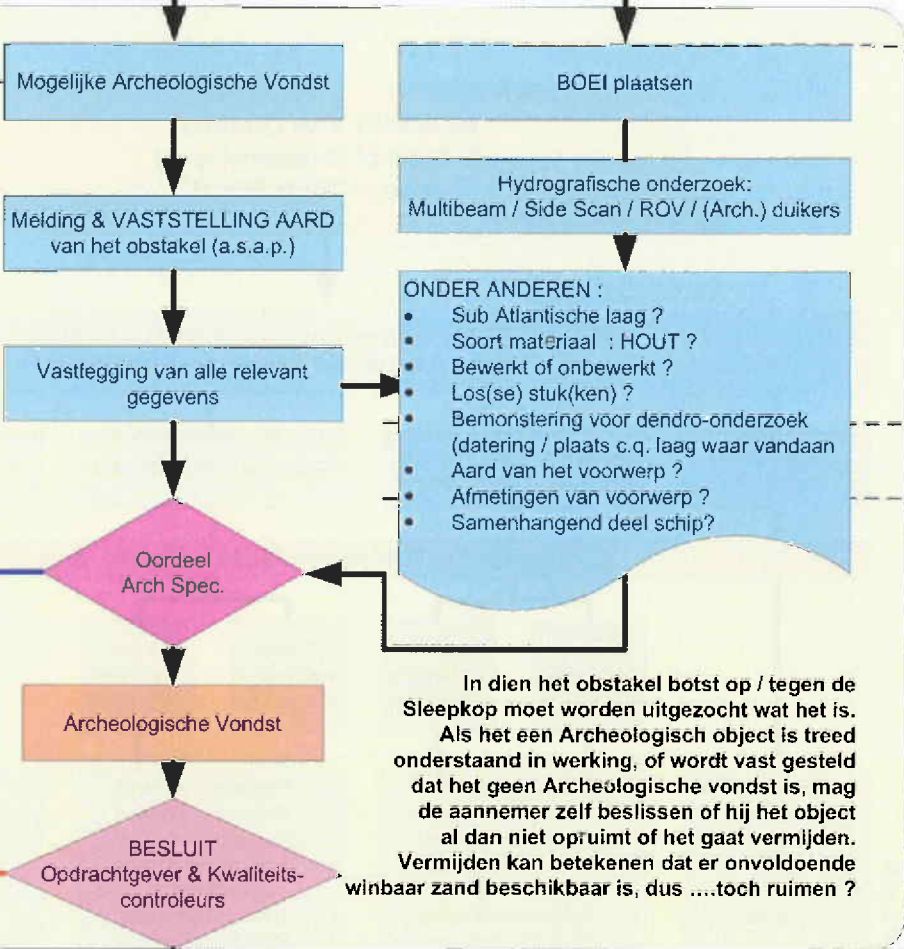 Mogelijke Archeologische Vondst
Melding & VASTSTELLING AARD
van het obstakel (a.s.a.p.)
Vastlegging van alle relevant
gegevens
Oordeel
Arch Spec.
Archeologische Vondst
BESLUIT
Opdrachtgever & Kwaliteits-
controleurs
BOEI plaatsen
Hydrografische onderzoek:
Multibeam / Side Scan / ROV / (Arch.) duikers
ONDER ANDEREN :
• Sub Atlantische laag ?
• Soort materiaal : HOUT ?
• Bewerkt of onbewerkt ?
• Los(se) stuk(ken) ?
• Bemonstering voor dendro-onderzoek
(datering / plaats c.q. laag waar vandaan
• Aard van het voorwerp ?
• Afmetingen van voorwerp ?
• Samenhangend deel schip?
In dien het obstakel botst op / tegen de
Sleepkop moet worden uitgezocht wat het is.
Als het een Archeologisch object is treed
onderstaand in werking, of wordt vast gesteld
dat het geen Archeologische vondst is, mag
de aannemer zelf beslissen of hij het object
al dan niet opruimt of het gaat vermijden.
Vermijden kan betekenen dat er onvoldoende
winbaar zand beschikbaar is, dus ....toch ruimen ?